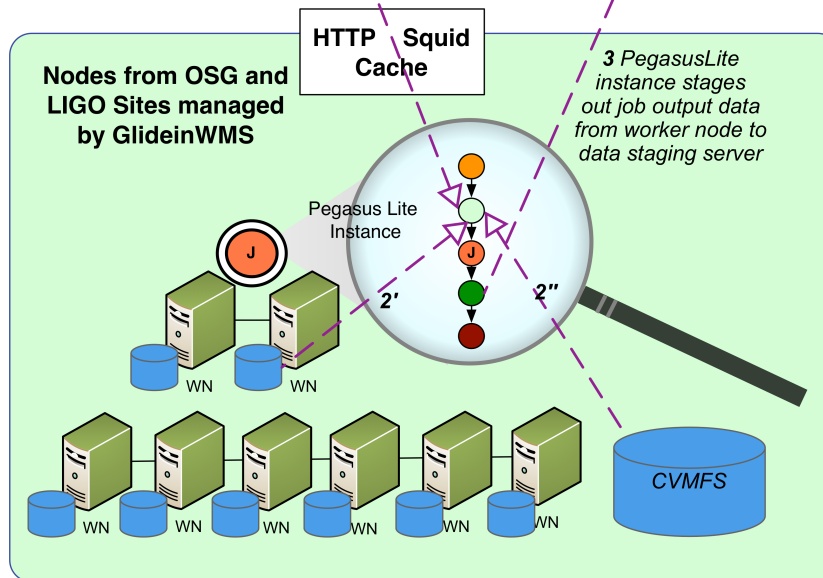 HTTP Squid
Cache
Nodes from OSG and
LIGO Sites managed
by GlideinWMS
3 PegasusLite
instance stages
out job output data
from worker node to
data staging server
Pegasus Lite
Instance
J
J
2'
2"
WN
WN
CVMFS
WN
WN
WN
WN
WN
WN